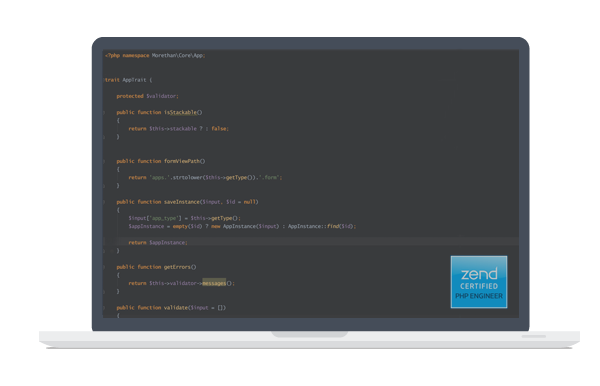 <?php namespace Morethan\Core\App;
trait AppTrait {
protected $validator;
public function isStackable()
{
return $this->stackable ? : false;
}
public function formViewPath()
{
return 'apps.'.strtolower($this->getType()).'.form';
}
public function saveInstance($input, $id = null)
{
$input['app_type'] = $this->getType();
$appInstance = empty($id) ? new AppInstance($input) : AppInstance::find($id);
return $appInstance;
}
public function getErrors()
{
return $this->validator->messages();
}
public function validate($input = [])
{
zend
CERTIFIED
PHP ENGINEER